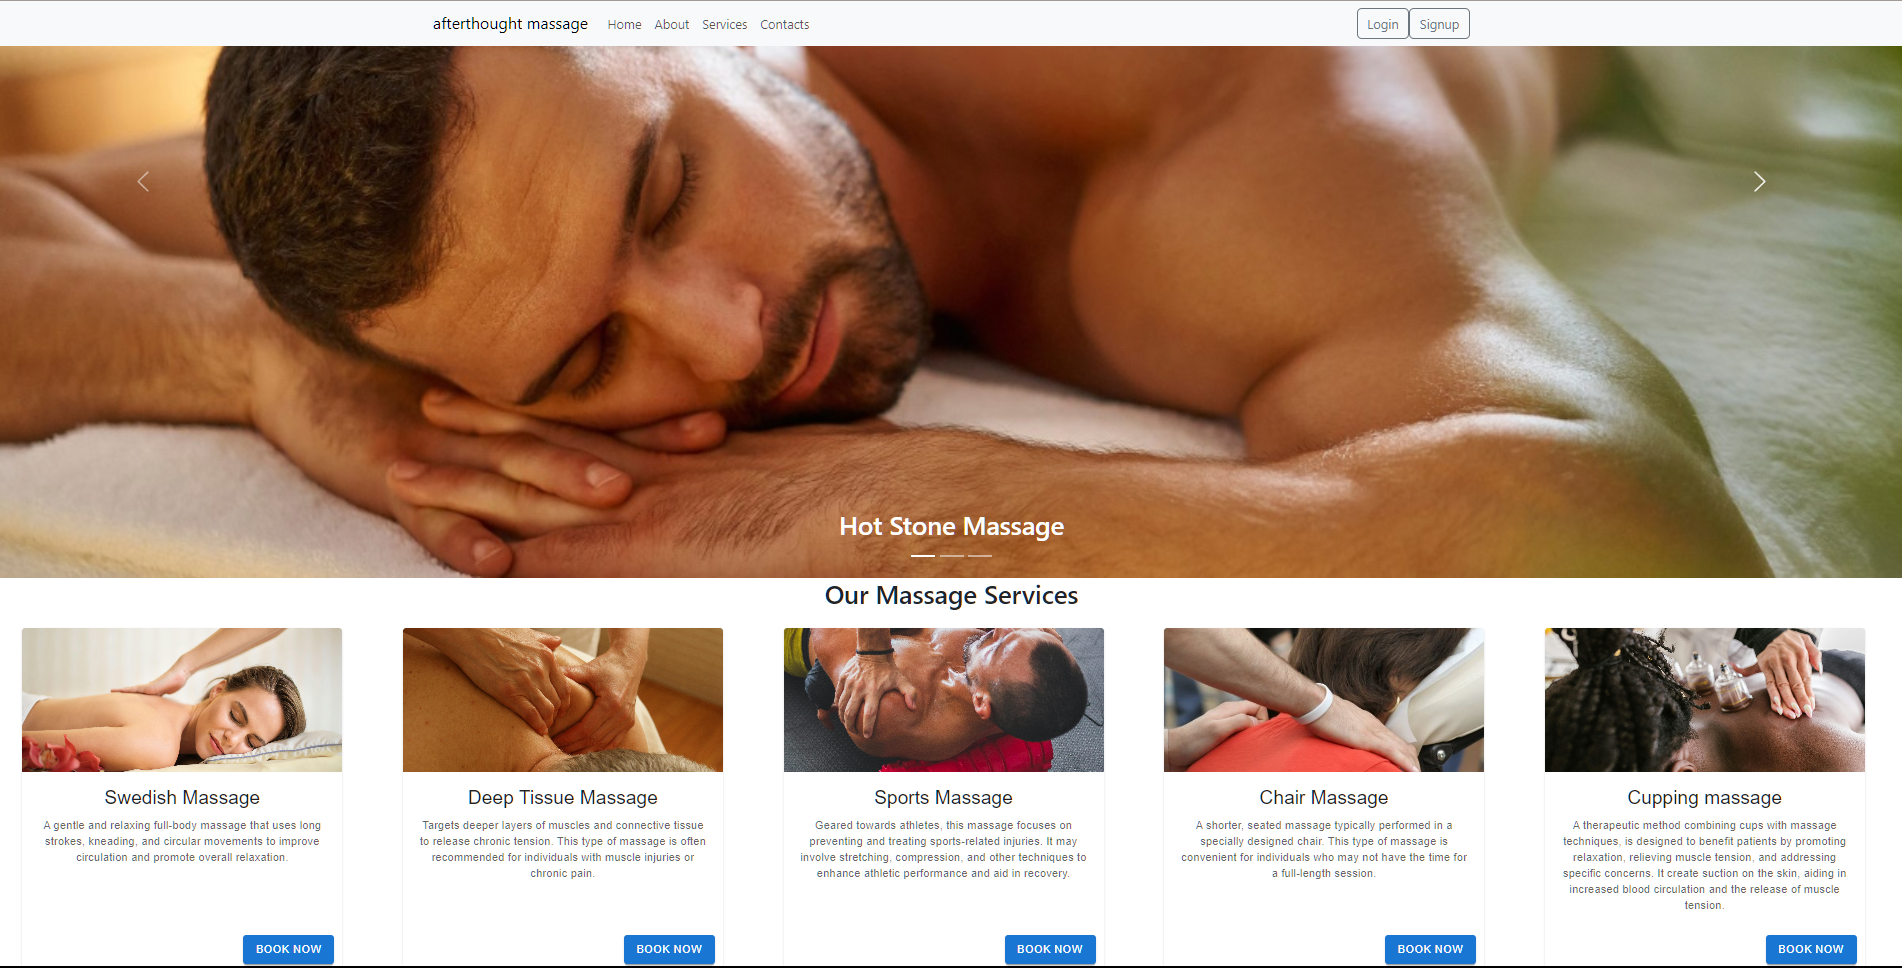 afterthought massage Home About Services Contacts Login Signup
Hot Stone Massage
Our Massage Services
Swedish Massage
A gentle and relaxing full-body massage that uses long
strokes, kneading, and circular movements to improve
circulation and promote overall relaxation.
BOOK NOW
Deep Tissue Massage
Targets deeper layers of muscles and connective tissue
to release chronic tension. This type of massage is often
recommended for individuals with muscle injuries or
chronic pain.
BOOK NOW
Sports Massage
Geared towards athletes, this massage focuses on
preventing and treating sports-related injuries. It may
involve stretching, compression, and other techniques to
enhance athletic performance and aid in recovery.
BOOK NOW
Chair Massage
A shorter, seated massage typically performed in a
specially designed chair. This type of massage is
convenient for individuals who may not have the time for
a full-length session.
BOOK NOW
Cupping massage
A therapeutic method combining cups with massage
techniques, is designed to benefit patients by promoting
relaxation, relieving muscle tension, and addressing
specific concerns. It create suction on the skin, aiding in
increased blood circulation and the release of muscle
tension.
BOOK NOW